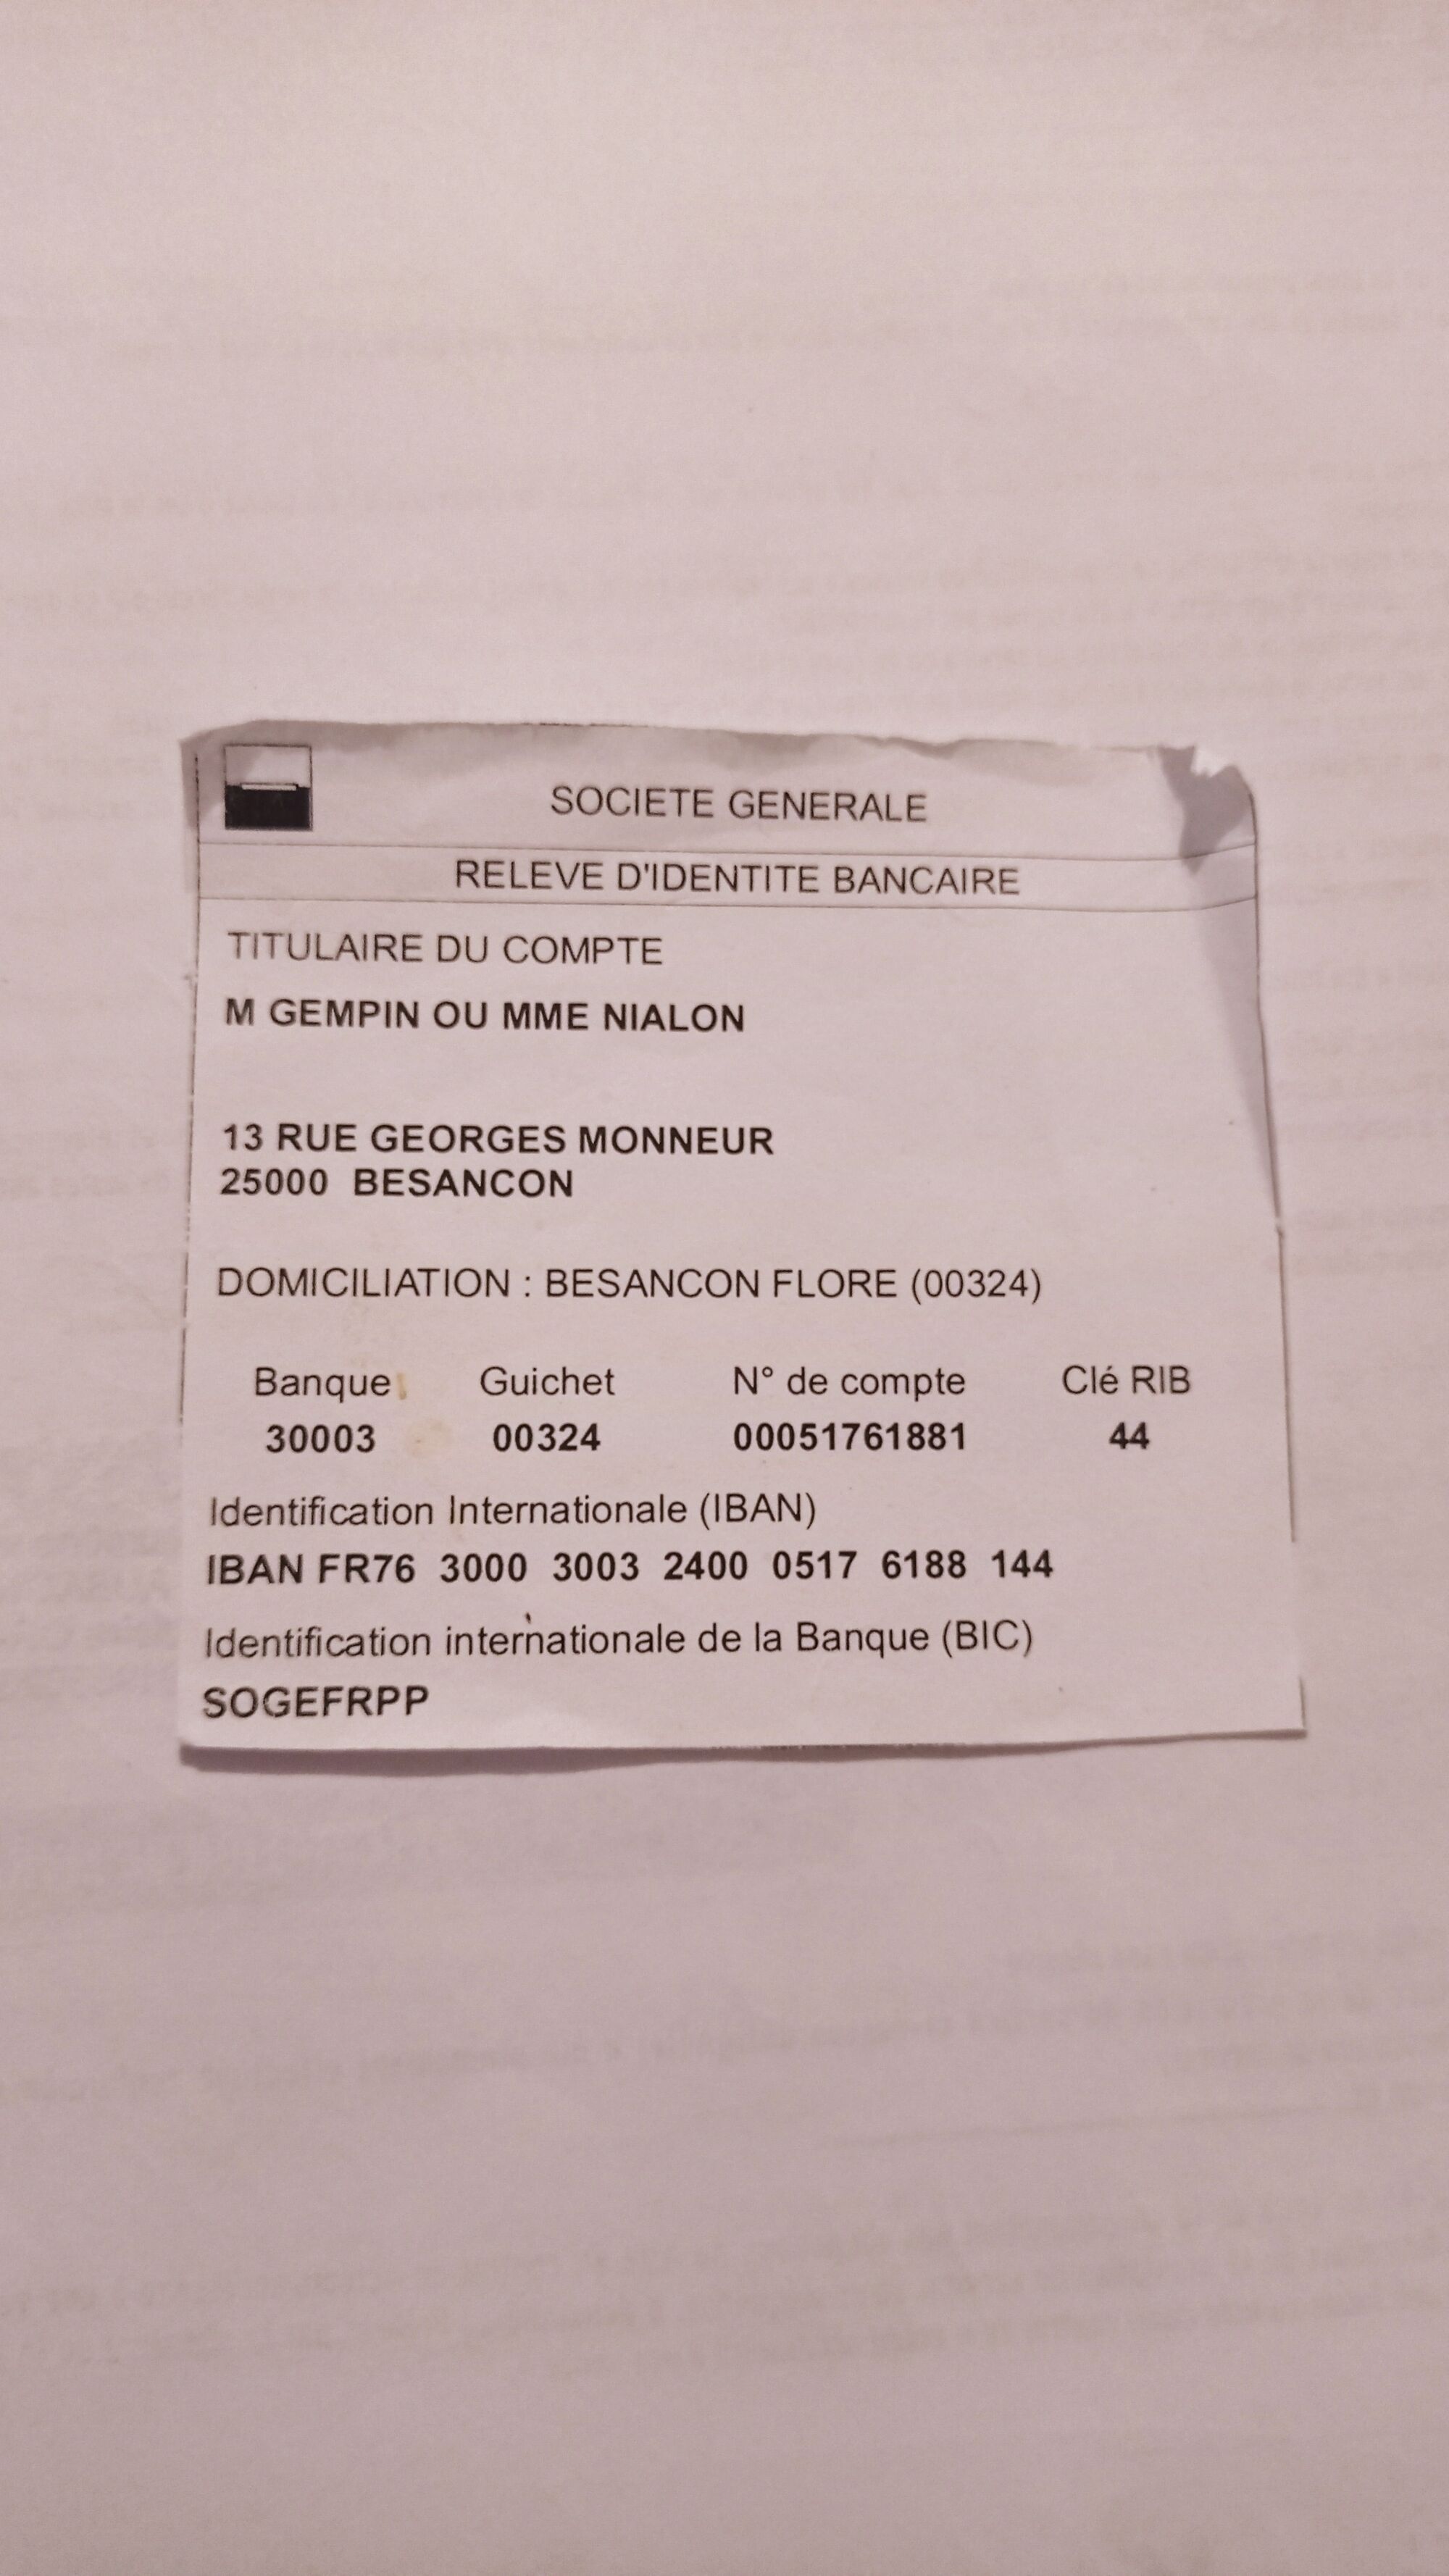 SOCIETE GENERALE
RELEVE D'IDENTITE BANCAIRE
TITULAIRE DU COMPTE
M GEMPIN OU MME NIALON
13 RUE GEORGES MONNEUR
25000 BESANCON
DOMICILIATION : BESANCON FLORE (00324)
Banque Guichet N° de compte Clé RIB
30003 00324 00051761881 44
Identification Internationale (IBAN)
IBAN FR76 3000 3003 2400 0517 6188 144
Identification internationale de la Banque (BIC)
SOGEFRPP